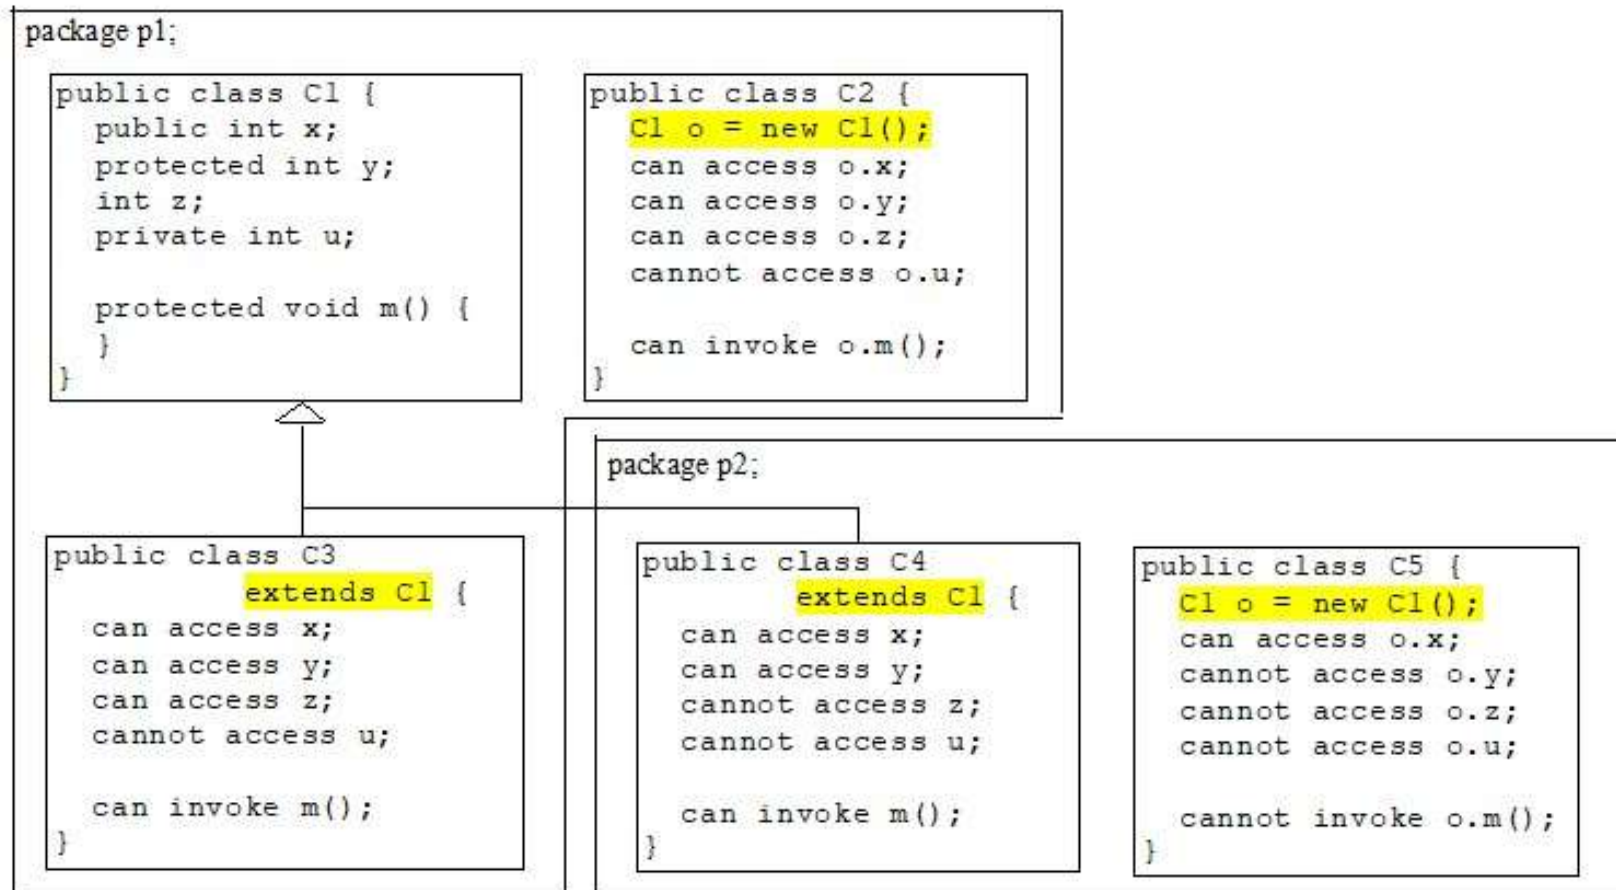 package p1;
public class C1 {
public int x;
protected int y;
int z;
private int u;
protected void m() {
}
}
public class C2 {
C1 o = new C1();
can access o.x;
can access o.y;
can access o.z;
cannot access o.u;
can invoke o.m();
}
public class C3
extends C1 {
can access x;
can access y;
can access z;
cannot access u;
can invoke m();
}
package p2;
public class C4
extends C1 {
can access x;
can access y;
cannot access z;
cannot access u;
can invoke m();
}
public class C5 {
C1 o = new C1();
can access o.x;
cannot access o.y;
cannot access o.z;
cannot access o.u;
cannot invoke o.m();
}